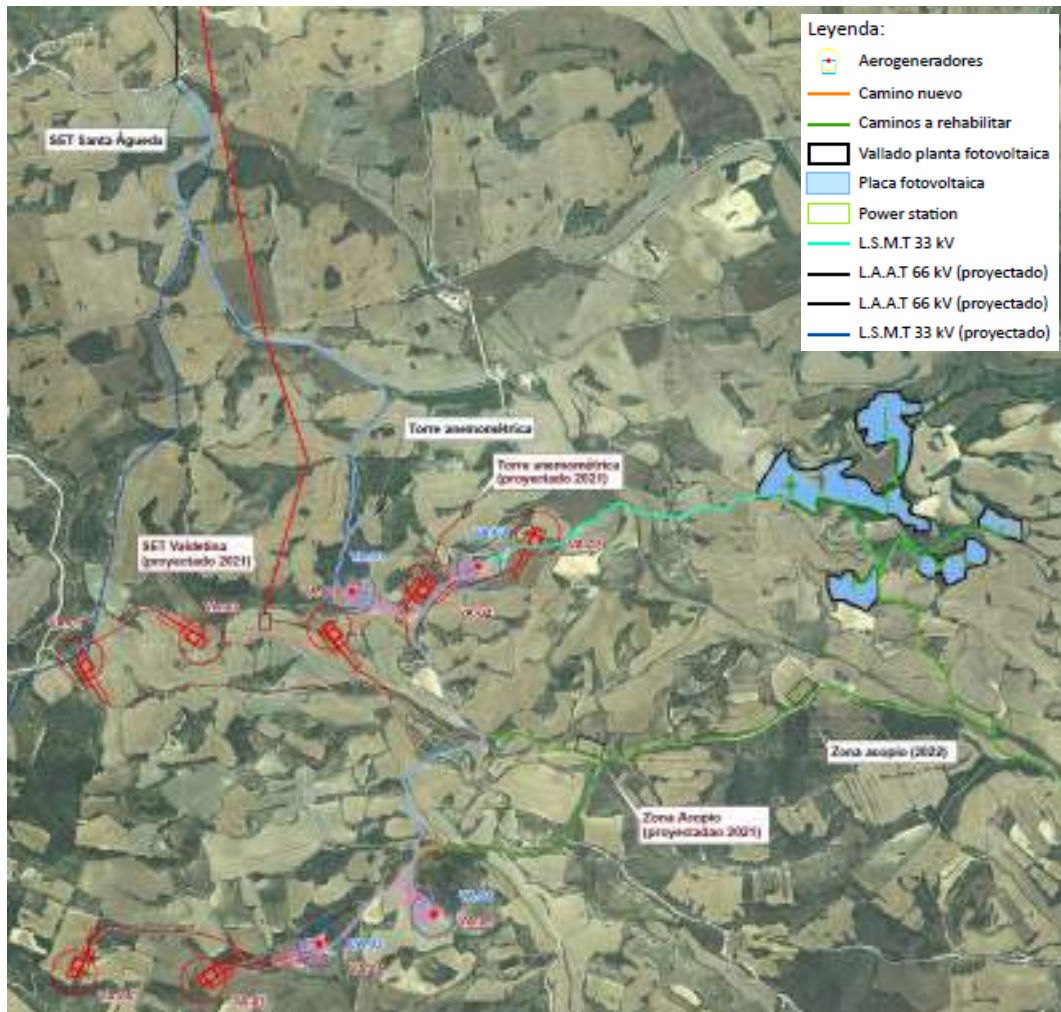 Leyenda:
Aerogeneradores
Camino nuevo
Caminos a rehabilitar
Vallado planta fotovoltaica
Placa fotovoltaica
Power station
L.S.M.T 33 kV
L.A.A.T 66 kV (proyectado)
L.A.A.T 66 kV (proyectado)
L.S.M.T 33 kV (proyectado)
SET Santa Águeda
Torre anemométrica
Torre anemométrica
(proyectado 2021)
SET Valdetina
(proyectado 2021)
Zona acopio (2022)
Zona Acopio
(proyectadao 2021)